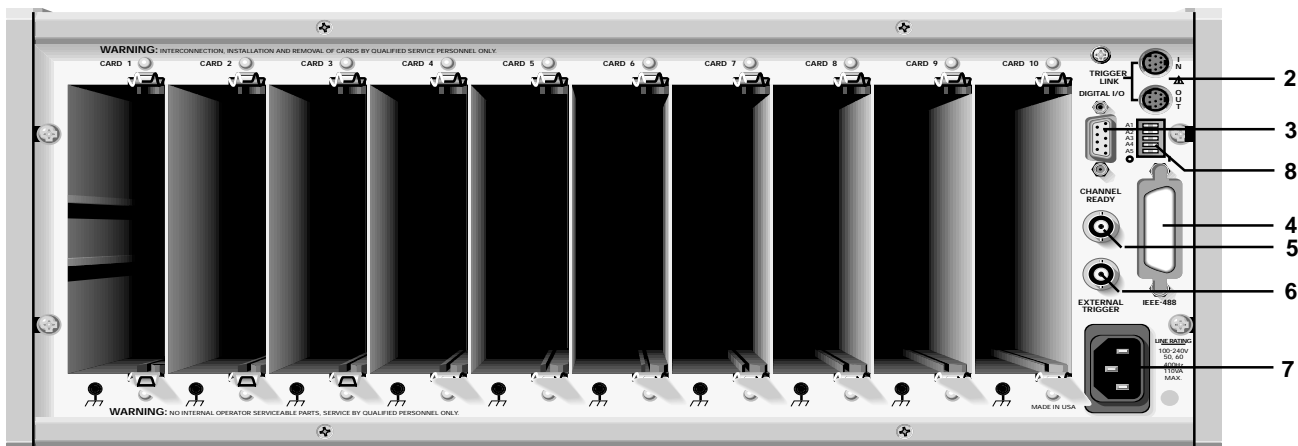 WARNING: INTERCONNECTION, INSTALLATION AND REMOVAL OF CARDS BY QUALIFIED SERVICE PERSONNEL ONLY.
CARD 1 CARD 2 CARD 3 CARD 4 CARD 5 CARD 6 CARD 7 CARD 8 CARD 9 CARD 10
TRIGGER
LINK
IN
OUT
2
DIGITAL I/O
A1
A2
A3
A4
A5
3
8
CHANNEL
READY
4
5
6
EXTERNAL
TRIGGER
IEEE-488
LINE RATING
100-240V
50, 60
400Hz
110VA
MAX.
7
MADE IN USA
WARNING: NO INTERNAL OPERATOR SERVICEABLE PARTS, SERVICE BY QUALIFIED PERSONNEL ONLY.